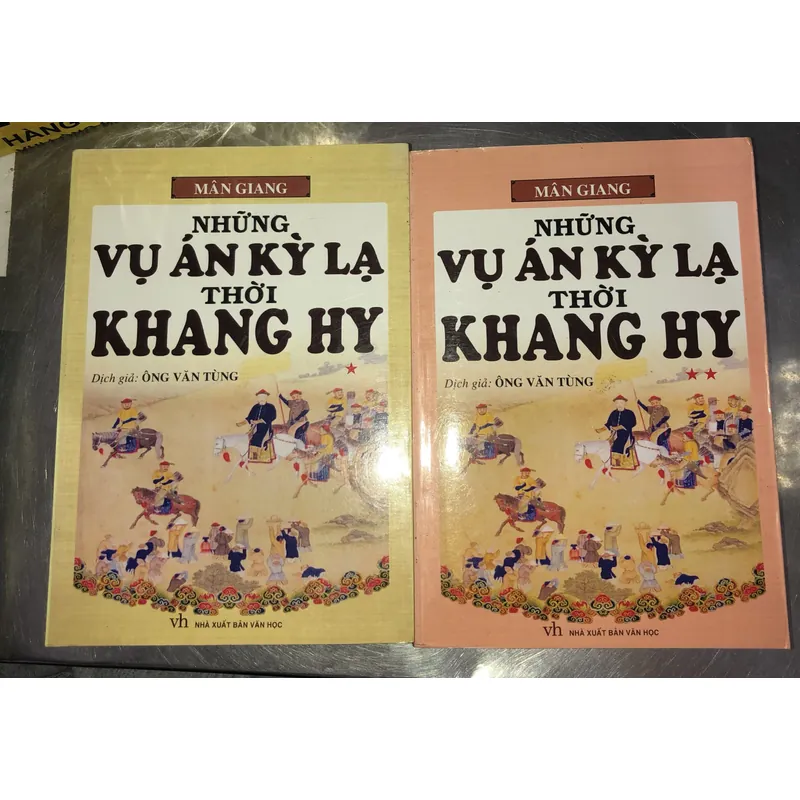 HÀNG
MÂN GIANG
NHỮNG
VỤ ÁN KỲ LẠ
THỜI
KHANG HY
Dịch giả: ÔNG VĂN TÙNG
vh NHÀ XUẤT BẢN VĂN HỌC
MÂN GIANG
NHỮNG
VỤ ÁN KỲ LẠ
THỜI
KHANG HY
Dịch giả: ÔNG VĂN TÙNG
vh NHÀ XUẤT BẢN VĂN HỌC